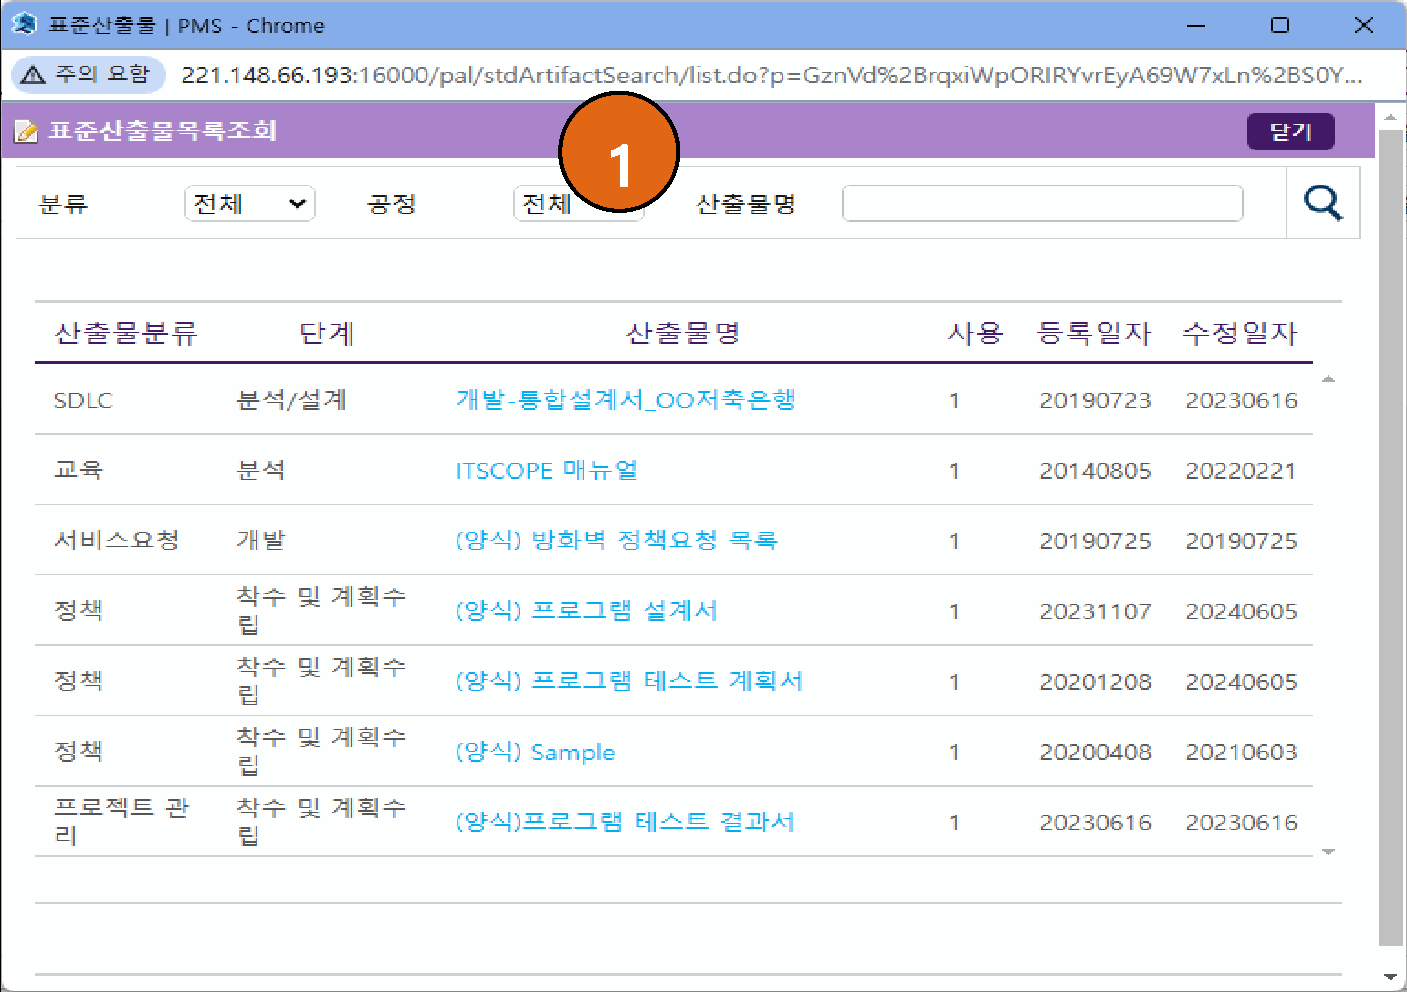 표준산출물 | PMS - Chrome
주의 요함 221.148.66.193:16000/pal/stdArtifactSearch/list.do?p=GznVd%2BrqxiWpORIRYvrEyA69W7xLn%2BS0Y...
표준산출물목록조회 닫기
1
분류 전체 공정 전체 산출물명
산출물분류 단계 산출물명 사용 등록일자 수정일자
SDLC 분석/설계 개발-통합설계서_OO저축은행 1 20190723 20230616
교육 분석 ITSCOPE 매뉴얼 1 20140805 20220221
서비스요청 개발 (양식) 방화벽 정책요청 목록 1 20190725 20190725
정책 착수 및 계획수 (양식) 프로그램 설계서 1 20231107 20240605
립
정책 착수 및 계획수 (양식) 프로그램 테스트 계획서 1 20201208 20240605
립
정책 착수 및 계획수 (양식) Sample 1 20200408 20210603
립
프로젝트 관 착수 및 계획수 (양식)프로그램 테스트 결과서 1 20230616 20230616
리 립